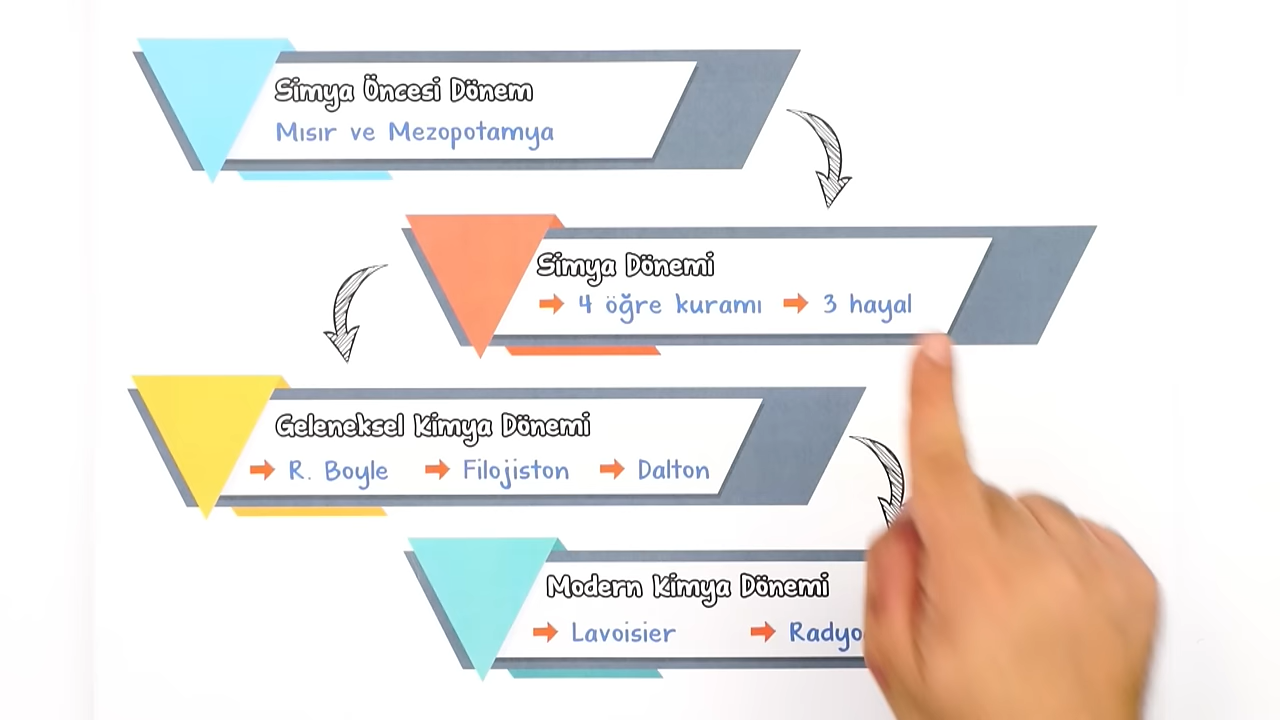 Simya Öncesi Dönem
Mısır ve Mezopotamya
Simya Dönemi
4 öğre kuramı 3 hayal
Geleneksel Kimya Dönemi
R. Boyle Filojiston Dalton
Modern Kimya Dönemi
Lavoisier